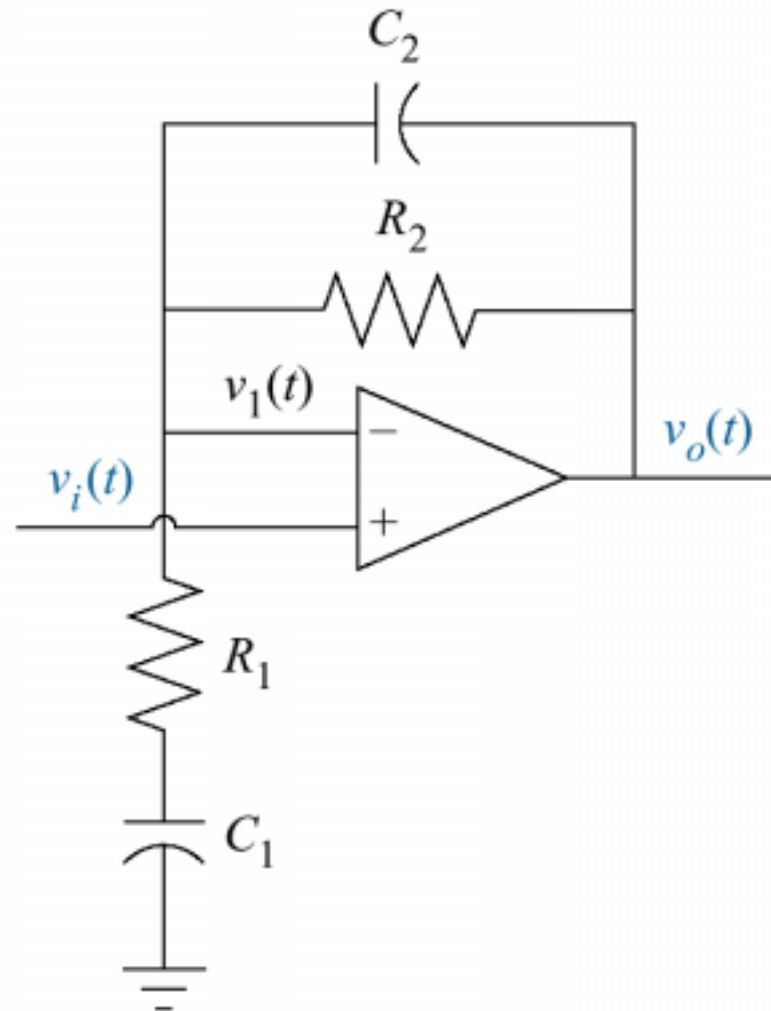 C₂
R₂
v₁(t)
−
vₒ(t)
vᵢ(t)
+
R₁
C₁